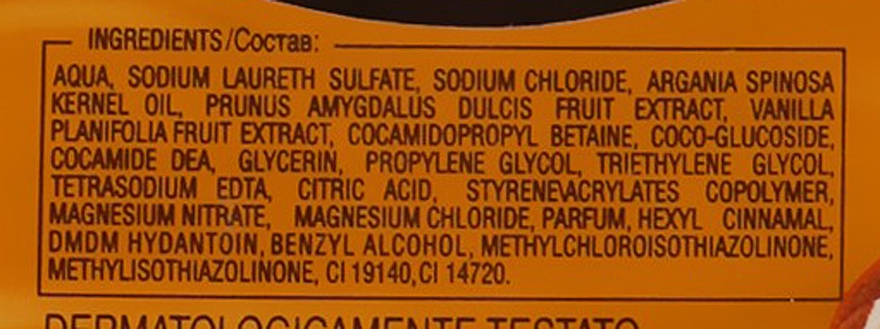 INGREDIENTS/Состав:
AQUA, SODIUM LAURETH SULFATE, SODIUM CHLORIDE, ARGANIA SPINOSA
KERNEL OIL, PRUNUS AMYGDALUS DULCIS FRUIT EXTRACT, VANILLA
PLANIFOLIA FRUIT EXTRACT, COCAMIDOPROPYL BETAINE, COCO-GLUCOSIDE,
COCAMIDE DEA, GLYCERIN, PROPYLENE GLYCOL, TRIETHYLENE GLYCOL,
TETRASODIUM EDTA, CITRIC ACID, STYRENE\ACRYLATES COPOLYMER,
MAGNESIUM NITRATE, MAGNESIUM CHLORIDE, PARFUM, HEXYL CINNAMAL,
DMDM HYDANTOIN, BENZYL ALCOHOL, METHYLCHLOROISOTHIAZOLINONE,
METHYLISOTHIAZOLINONE, CI 19140, CI 14720.
DERMATOLOGICAMENTE TESTATO